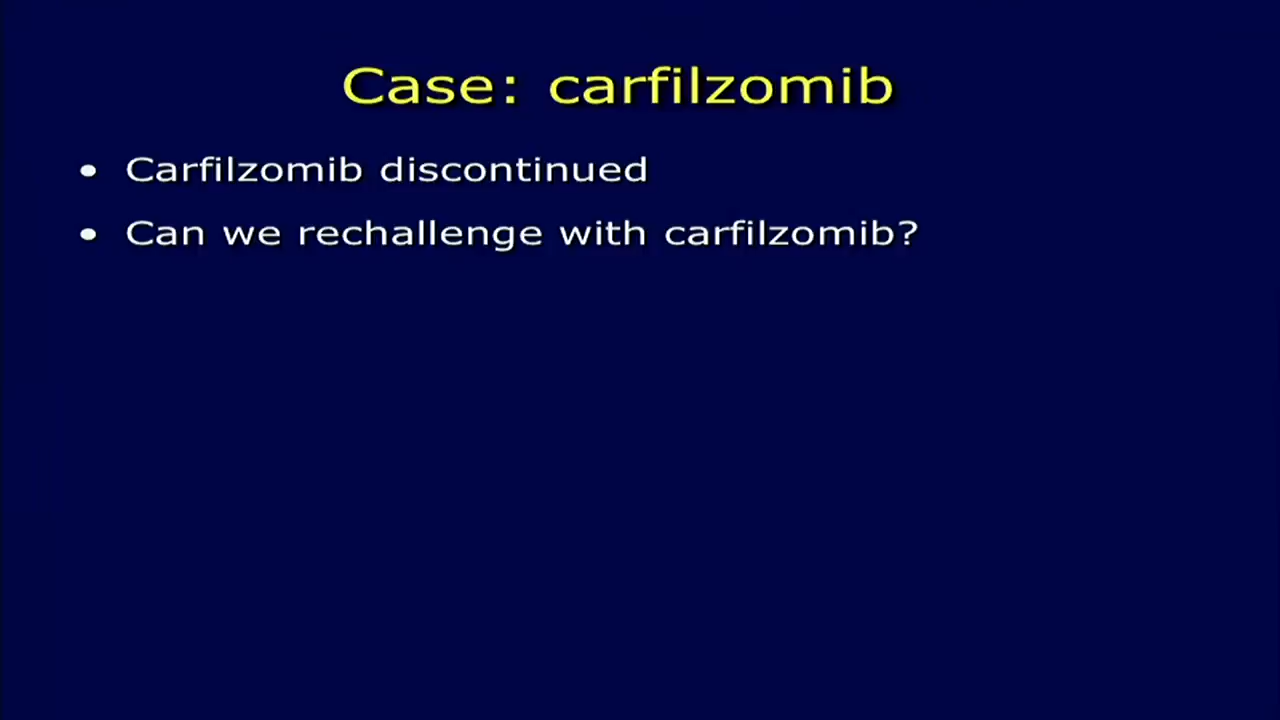 Case: carfilzomib
• Carfilzomib discontinued
• Can we rechallenge with carfilzomib?